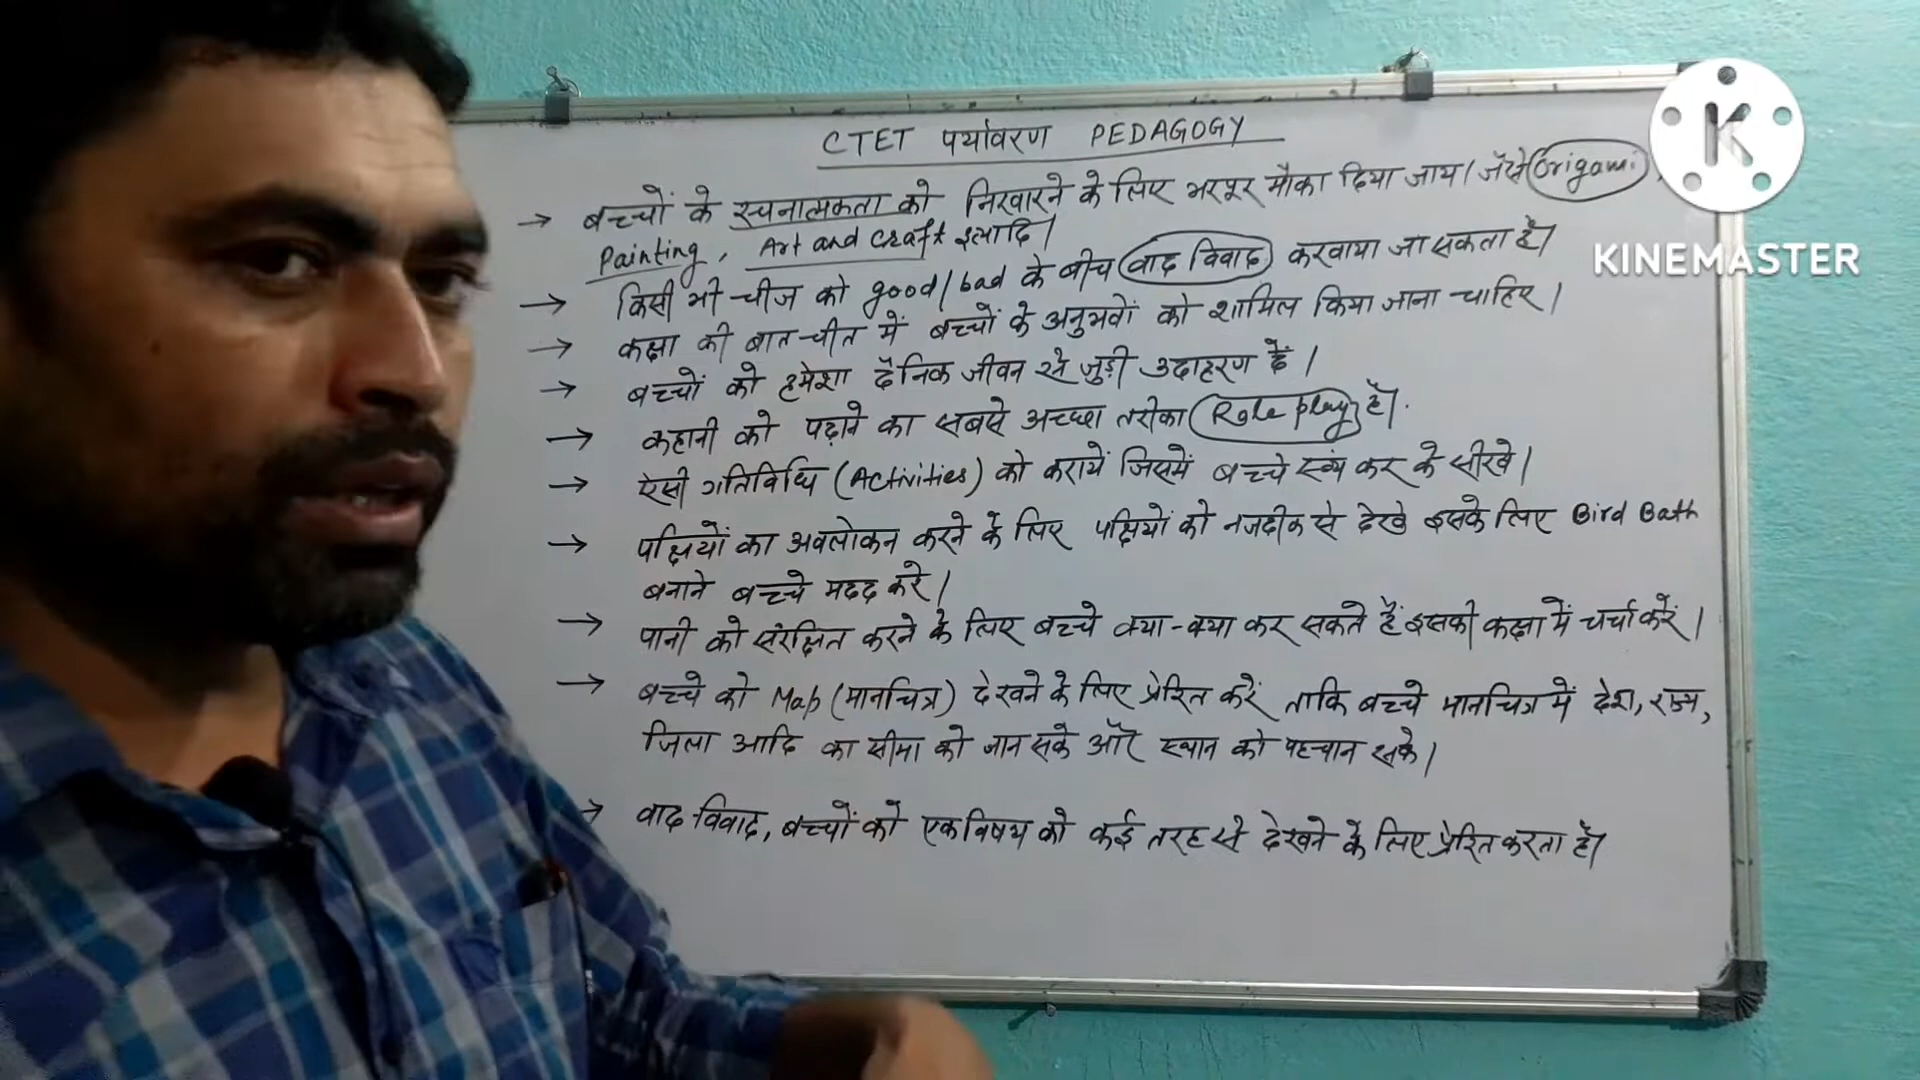 CTET पर्यावरण PEDAGOGY
→ बच्चों के रचनात्मकता को निखारने के लिए भरपूर मौका दिया जाय। जैसे Origami,
Painting, Art and Craft इत्यादि।
→ किसी भी चीज को good/bad के बीच वाद विवाद करवाया जा सकता है।
→ कक्षा की बात-चीत में बच्चों के अनुभवों को शामिल किया जाना चाहिए।
→ बच्चों को हमेशा दैनिक जीवन से जुड़ी उदाहरण दें।
→ कहानी को पढ़ाने का सबसे अच्छा तरीका Role play है।
→ ऐसी गतिविधि (Activities) को करायें जिसमें बच्चे स्वंय कर के सीखे।
→ पक्षियों का अवलोकन करने के लिए पक्षियों को नजदीक से देखे इसके लिए Bird Bath
बनाने बच्चे मदद करे।
→ पानी को संरक्षित करने के लिए बच्चे क्या-क्या कर सकते हैं इसकी कक्षा में चर्चा करें।
→ बच्चे को Map (मानचित्र) देखने के लिए प्रेरित करें ताकि बच्चे मानचित्र में देश, राज्य,
जिला आदि का सीमा को जान सके और स्थान को पहचान सके।
→ वाद-विवाद, बच्चों को एक विषय को कई तरह से देखने के लिए प्रेरित करता है।
K
KINEMASTER